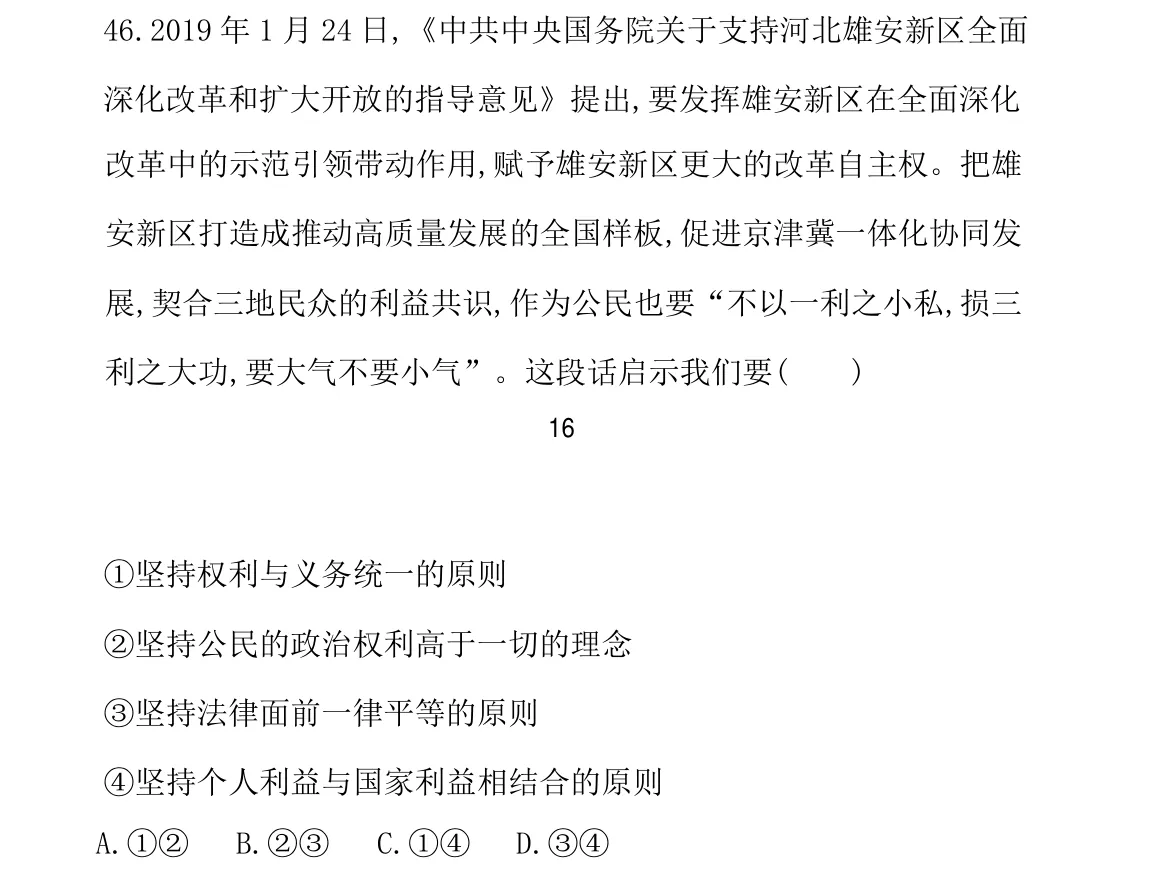 46.2019 年 1 月 24 日,《中共中央国务院关于支持河北雄安新区全面
深化改革和扩大开放的指导意见》提出,要发挥雄安新区在全面深化
改革中的示范引领带动作用,赋予雄安新区更大的改革自主权。把雄
安新区打造成推动高质量发展的全国样板,促进京津冀一体化协同发
展,契合三地民众的利益共识,作为公民也要“不以一利之小私,损三
利之大功,要大气不要小气”。这段话启示我们要(　　)
16
①坚持权利与义务统一的原则
②坚持公民的政治权利高于一切的理念
③坚持法律面前一律平等的原则
④坚持个人利益与国家利益相结合的原则
A.①②　B.②③　C.①④　D.③④